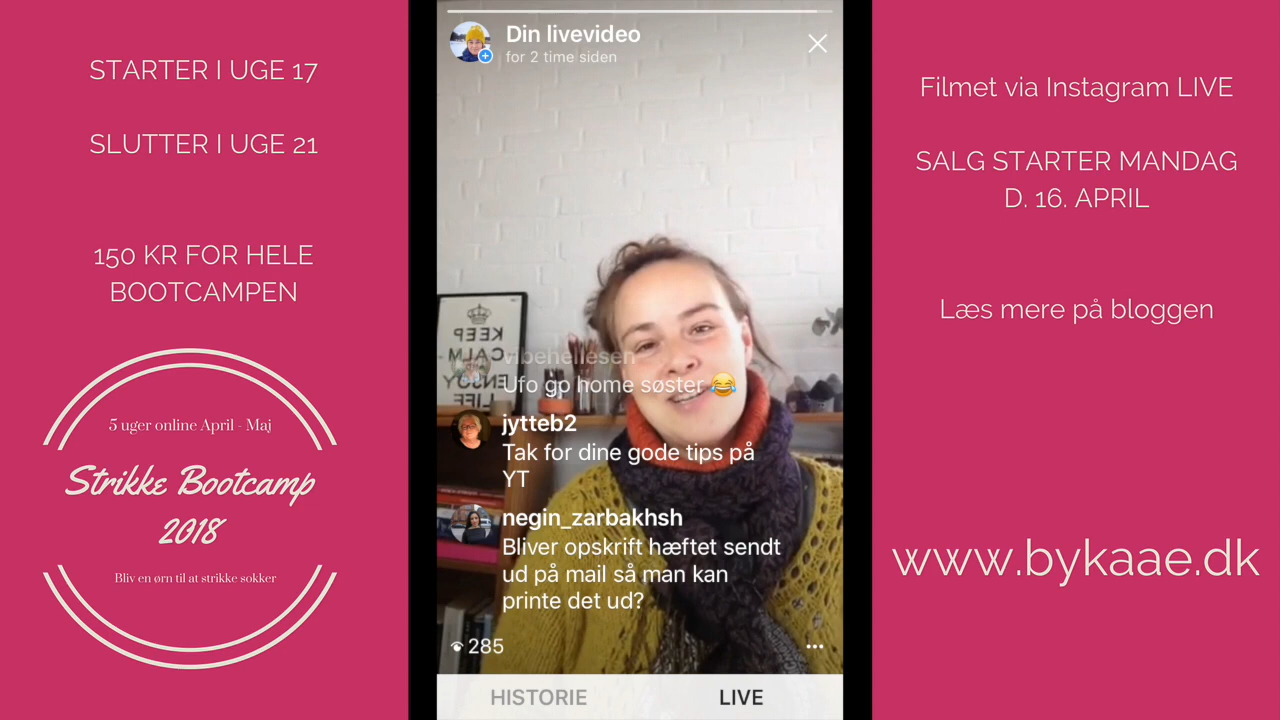 STARTER I UGE 17
SLUTTER I UGE 21
150 KR FOR HELE
BOOTCAMPEN
5 uger online April - Maj
Strikke Bootcamp
2018
Bliv en ørn til at strikke sokker
Din livevideo
for 2 time siden
KEEP
CALM
ENJOY
LIFE
vibehellesen
Ufo gp home søster 😂
jytteb2
Tak for dine gode tips på
YT
negin_zarbakhsh
Bliver opskrift hæftet sendt
ud på mail så man kan
printe det ud?
285
HISTORIE
LIVE
Filmet via Instagram LIVE
SALG STARTER MANDAG
D. 16. APRIL
Læs mere på bloggen
www.bykaae.dk